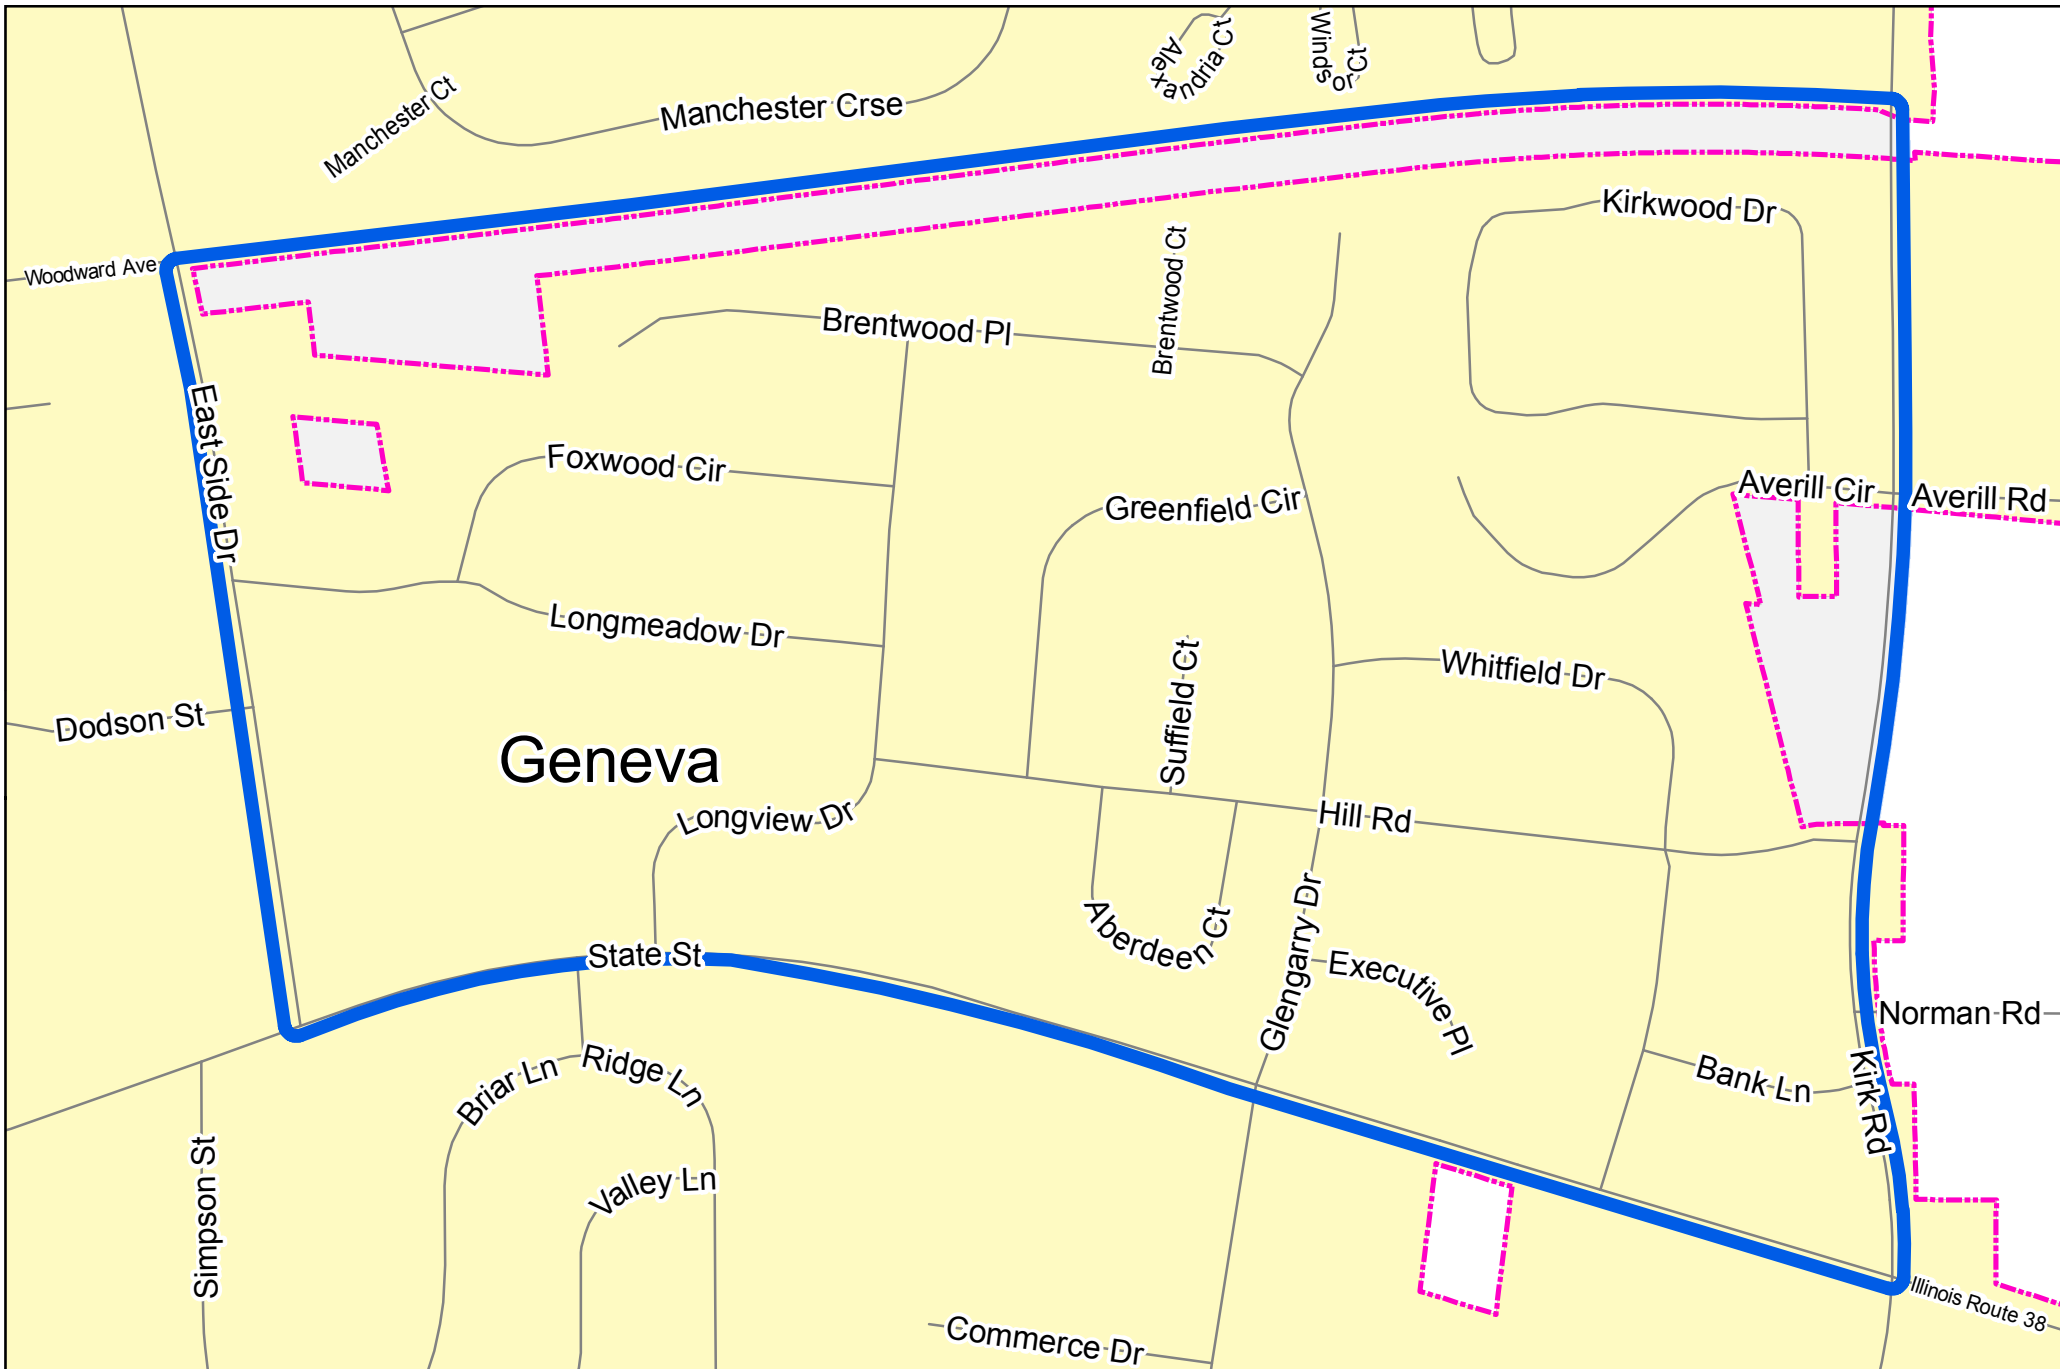 Alexandria Ct
Windsor Ct
Manchester Ct
Manchester Crse
Kirkwood Dr
Woodward Ave
Brentwood Ct
Brentwood Pl
East Side Dr
Foxwood Cir
Greenfield Cir
Averill Cir
Averill Rd
Longmeadow Dr
Suffield Ct
Whitfield Dr
Dodson St
Geneva
Longview Dr
Hill Rd
Aberdeen Ct
Glengarry Dr
State St
Executive Pl
Norman Rd
Briar Ln
Ridge Ln
Bank Ln
Kirk Rd
Simpson St
Valley Ln
Illinois Route 38
Commerce Dr